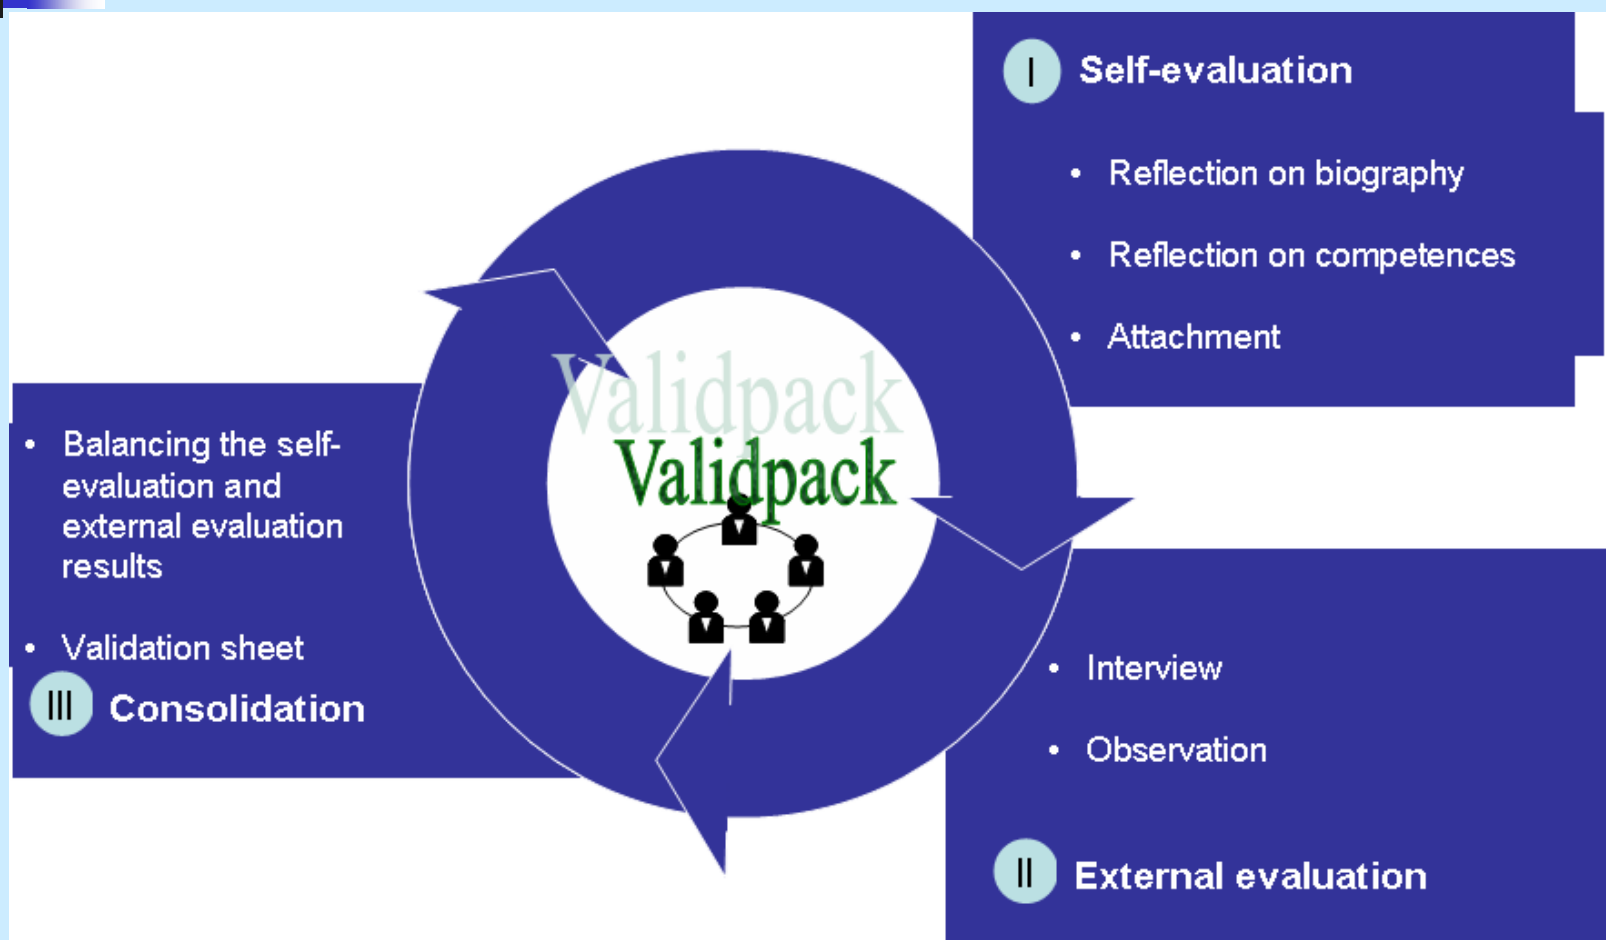 I Self-evaluation
• Reflection on biography
• Reflection on competences
• Attachment
Validpack
Validpack
• Balancing the self-
evaluation and
external evaluation
results
• Validation sheet
III Consolidation
• Interview
• Observation
II External evaluation